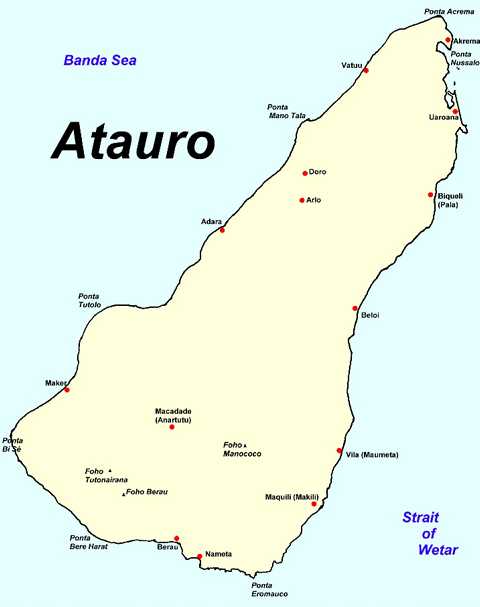 Ponta Acrema
Akrema
Banda Sea
Ponta
Nussalo
Vatuu
Ponta
Mano Tala
Uaroana
Atauro
Doro
Biqueli
(Pala)
Arlo
Adara
Ponta
Tutolo
Beloi
Maker
Macadade
(Anartutu)
Ponta
Bi Sé
Foho
Manococo
Vila (Maumeta)
Foho
Tutonairana
Foho Berau
Maquili (Makili)
Strait
of
Wetar
Ponta
Bere Harat
Berau
Nameta
Ponta
Eromauco